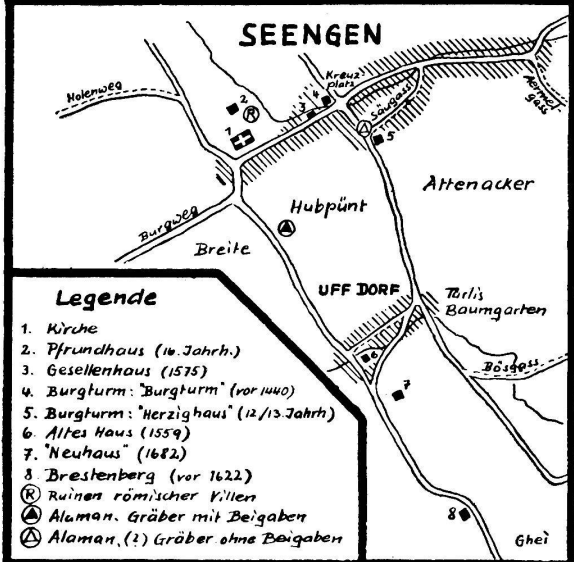 SEENGEN
Holenweg
Kreuz-
platz
Aermel-
gass
Säugass
2
R
3
4
1
5
Attenacker
Hubpünt
Burgweg
Breite
UFF DORF
Türlis
Baumgarten
6
Bösgass
7
8
Ghei
Legende
1. Kirche
2. Pfrundhaus (16. Jahrh.)
3. Gesellenhaus (1575)
4. Burgturm: "Burgturm" (vor 1440)
5. Burgturm: "Herzighaus" (12/13. Jahrh)
6. Altes Haus (1559)
7. "Neuhaus" (1682)
8 Brestenberg (vor 1622)
R Ruinen römischer Villen
Alaman. Gräber mit Beigaben
Alaman. (?) Gräber ohne Beigaben